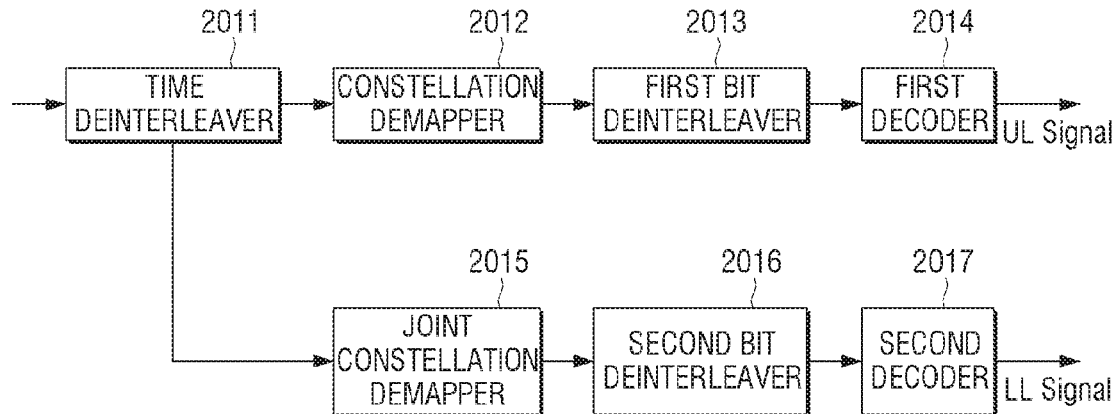 2011
2012
2013
2014
TIME
DEINTERLEAVER
CONSTELLATION
DEMAPPER
FIRST BIT
DEINTERLEAVER
FIRST
DECODER
UL Signal
2015
2016
2017
JOINT
CONSTELLATION
DEMAPPER
SECOND BIT
DEINTERLEAVER
SECOND
DECODER
LL Signal